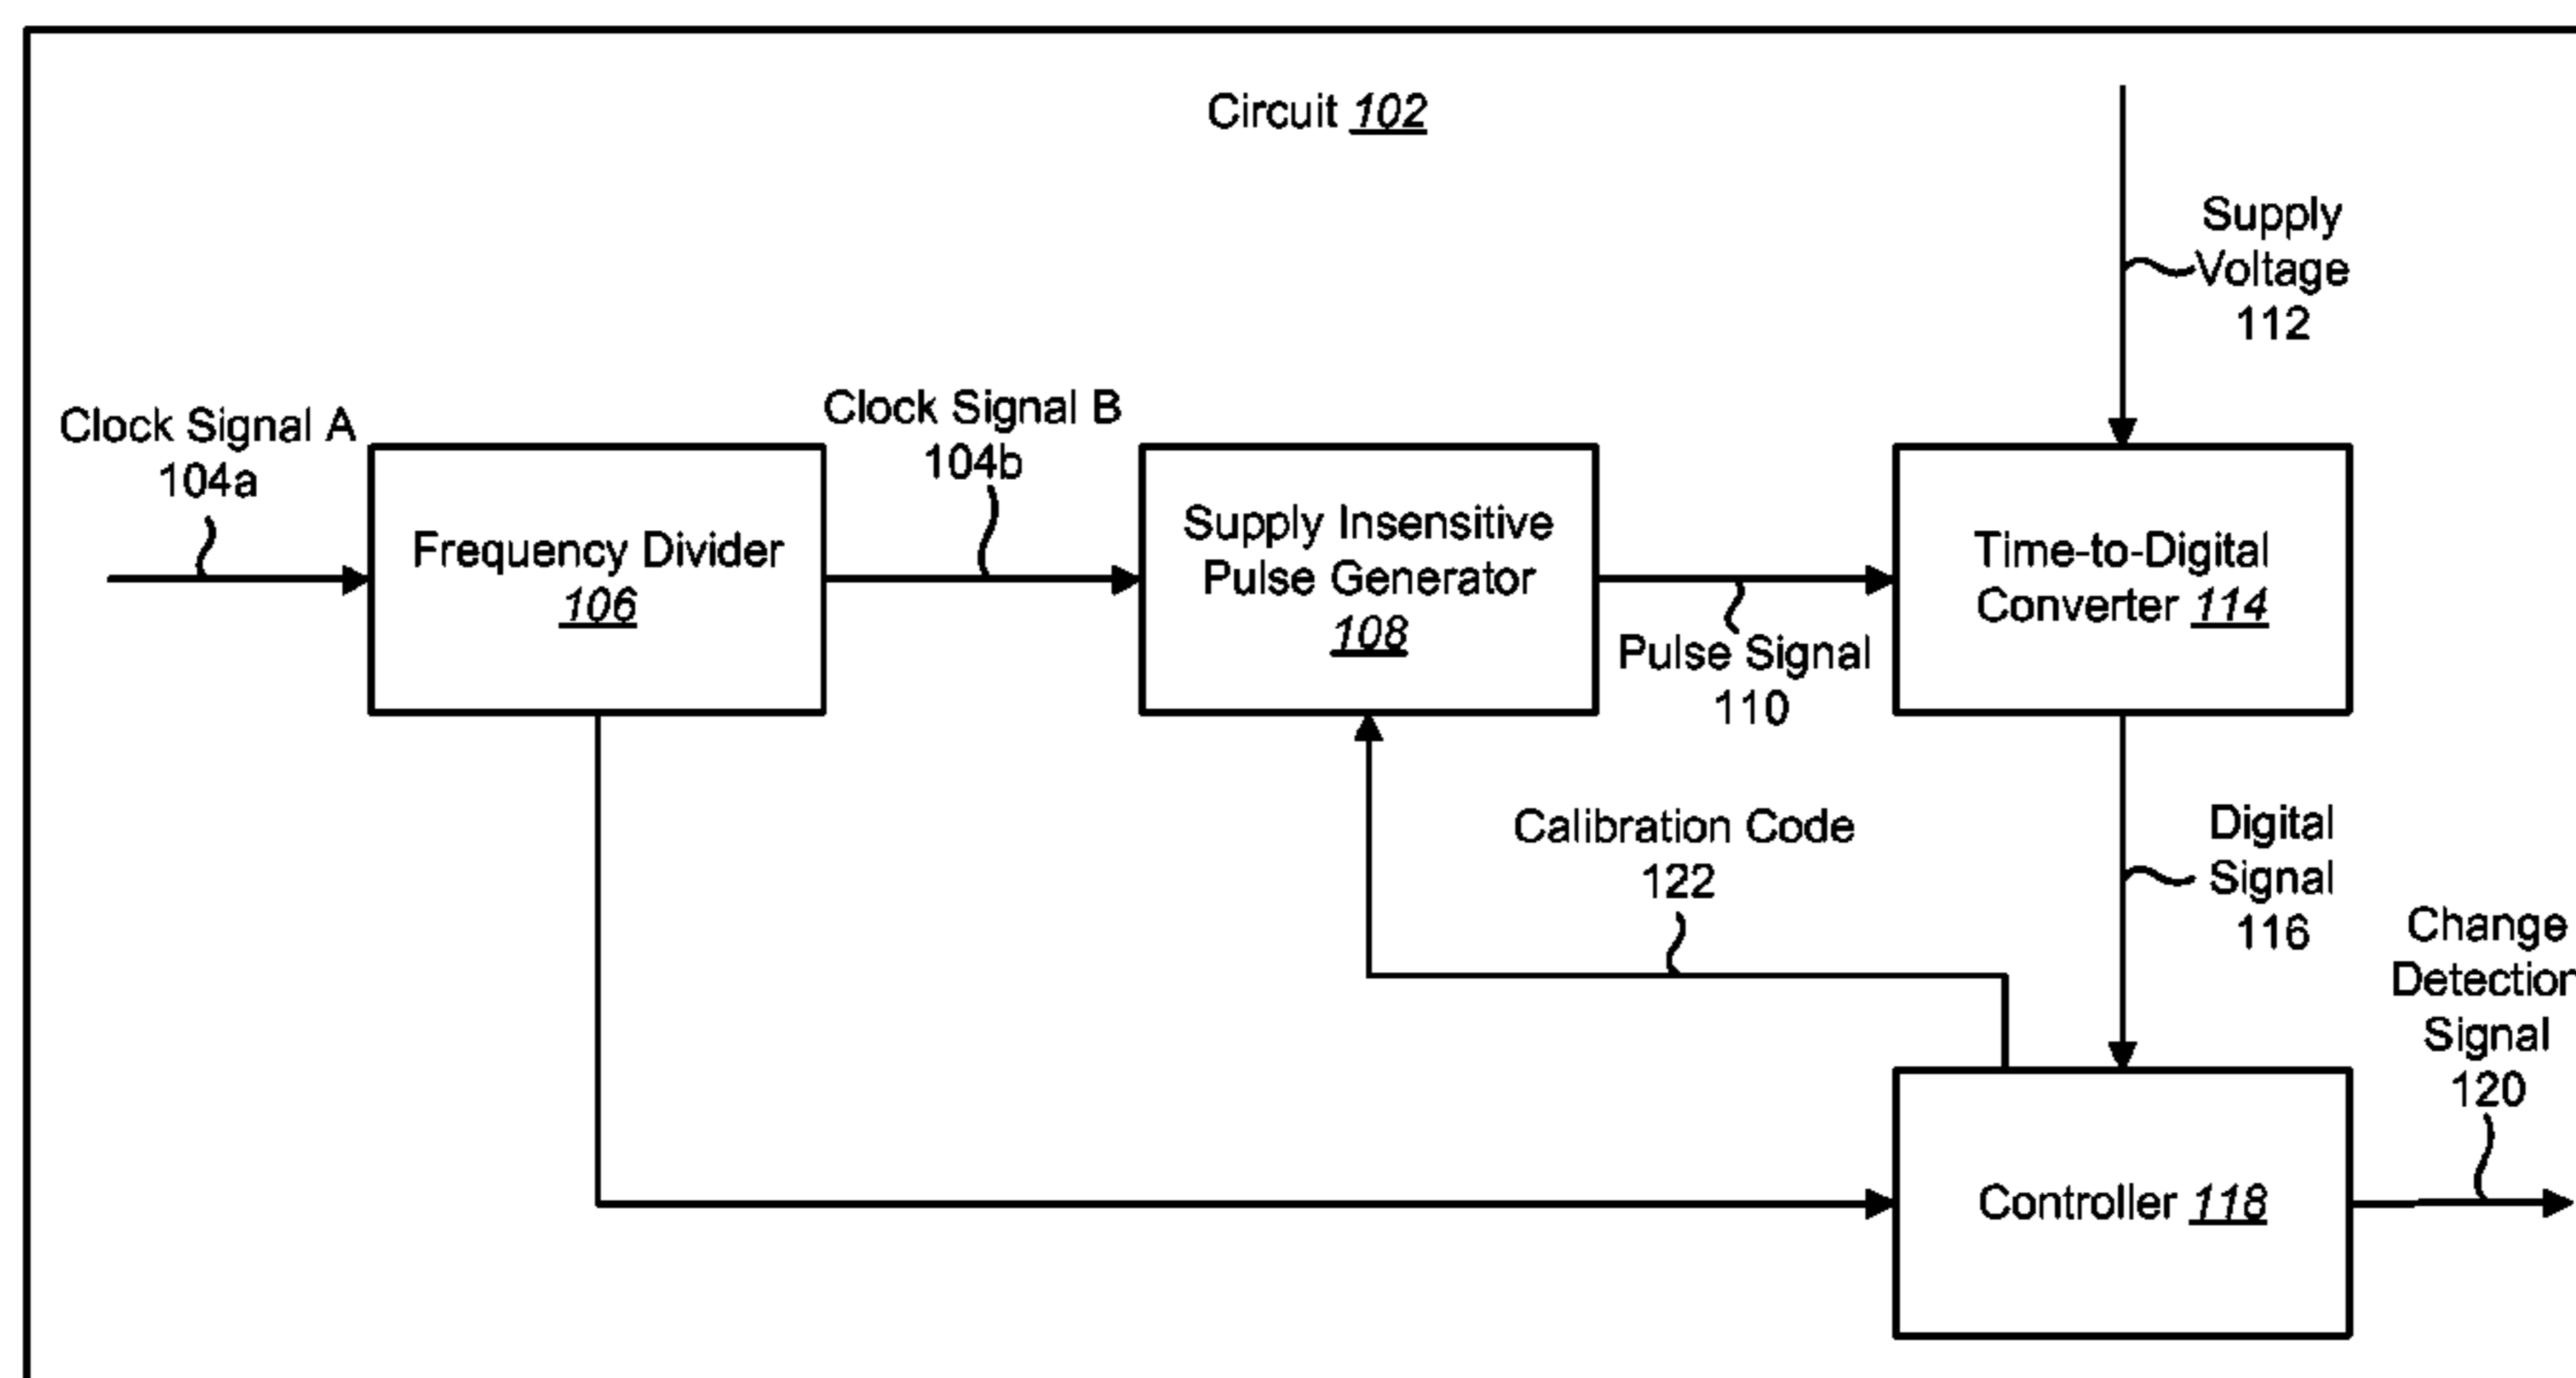 Circuit 102
Supply
Voltage
112
Clock Signal A
104a
Clock Signal B
104b
Frequency Divider
106
Supply Insensitive
Pulse Generator
108
Pulse Signal
110
Time-to-Digital
Converter 114
Calibration Code
122
Digital
Signal
116
Change
Detection
Signal
120
Controller 118